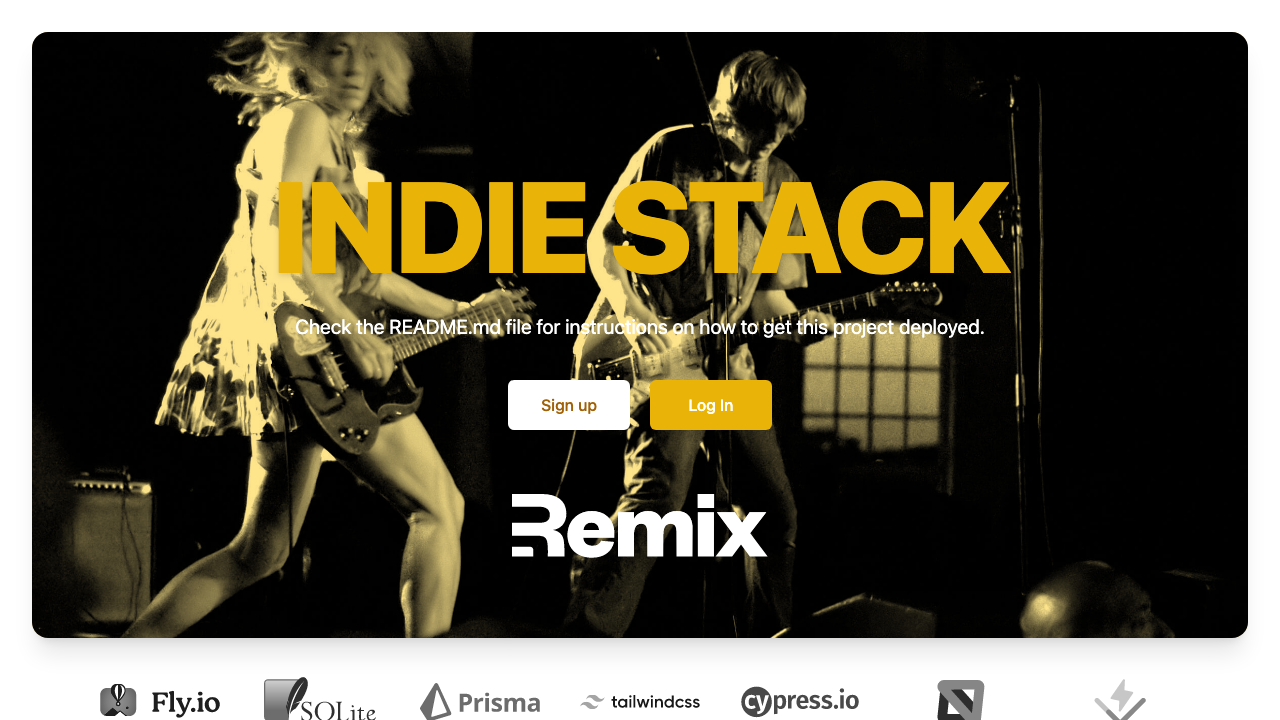 INDIE STACK
Check the README.md file for instructions on how to get this project deployed.
Sign up
Log In
Remix
Fly.io
SQLite
Prisma
tailwindcss
cypress.io